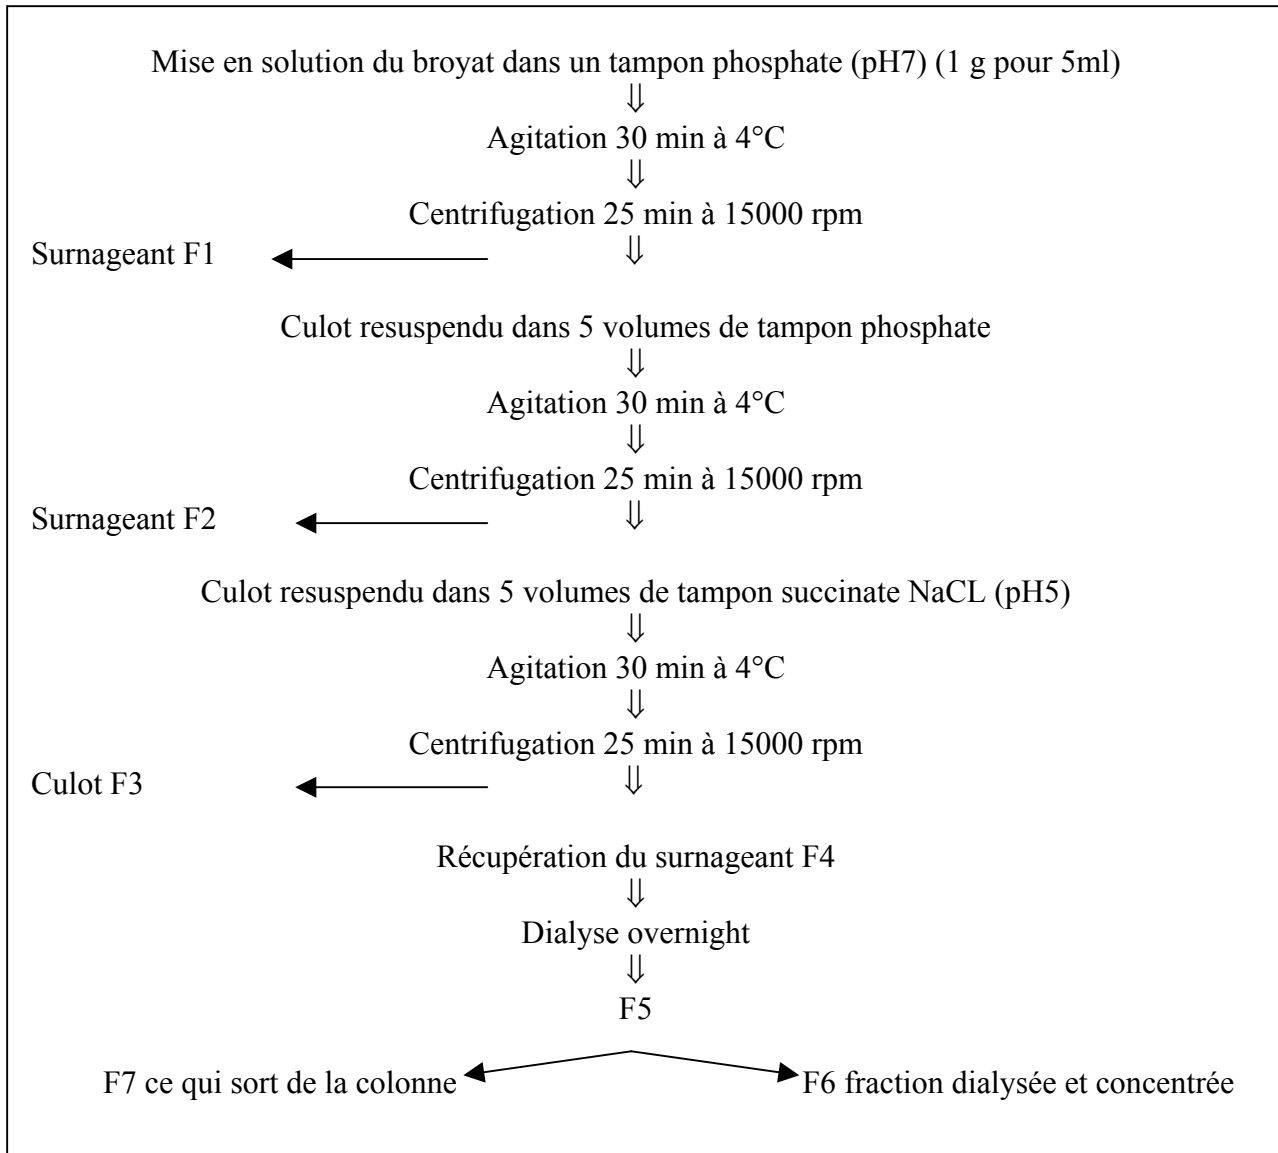 Mise en solution du broyat dans un tampon phosphate (pH7) (1 g pour 5ml)
⇓
Agitation 30 min à 4°C
⇓
Centrifugation 25 min à 15000 rpm
Surnageant F1
⇓
Culot resuspendu dans 5 volumes de tampon phosphate
⇓
Agitation 30 min à 4°C
⇓
Centrifugation 25 min à 15000 rpm
Surnageant F2
⇓
Culot resuspendu dans 5 volumes de tampon succinate NaCL (pH5)
⇓
Agitation 30 min à 4°C
⇓
Centrifugation 25 min à 15000 rpm
Culot F3
⇓
Récupération du surnageant F4
⇓
Dialyse overnight
⇓
F5
F7 ce qui sort de la colonne
F6 fraction dialysée et concentrée